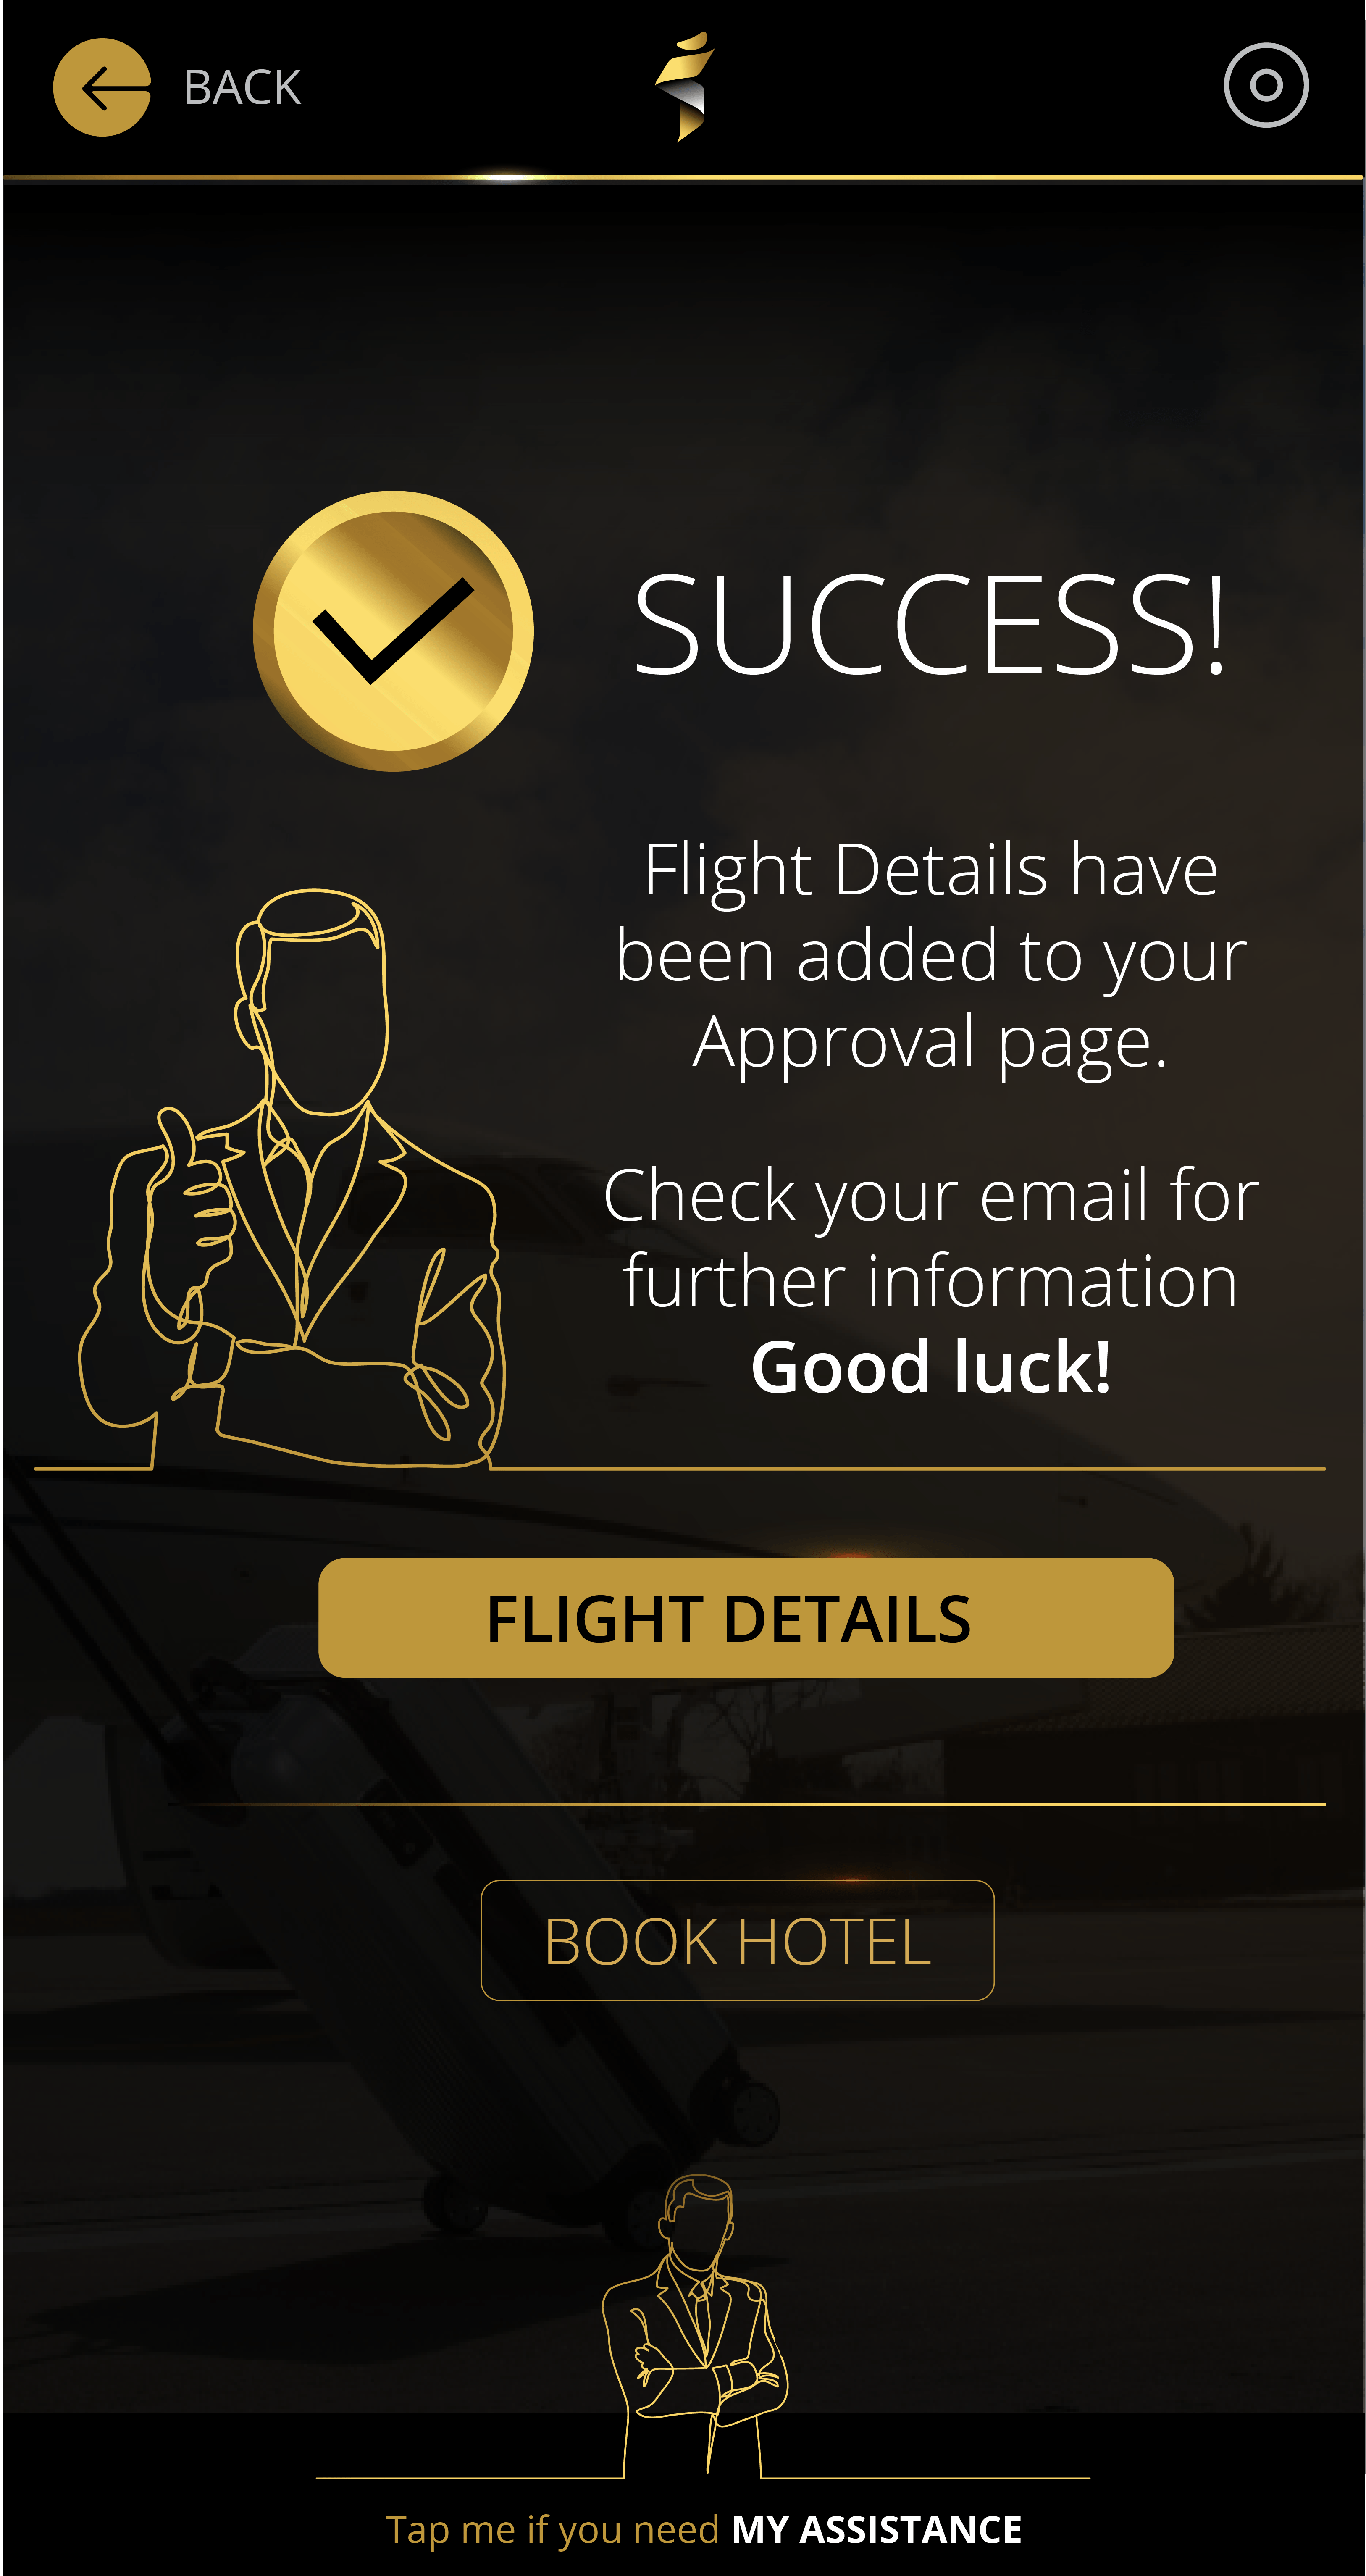 BACK
SUCCESS!
Flight Details have
been added to your
Approval page.
Check your email for
further information
Good luck!
FLIGHT DETAILS
BOOK HOTEL
Tap me if you need MY ASSISTANCE